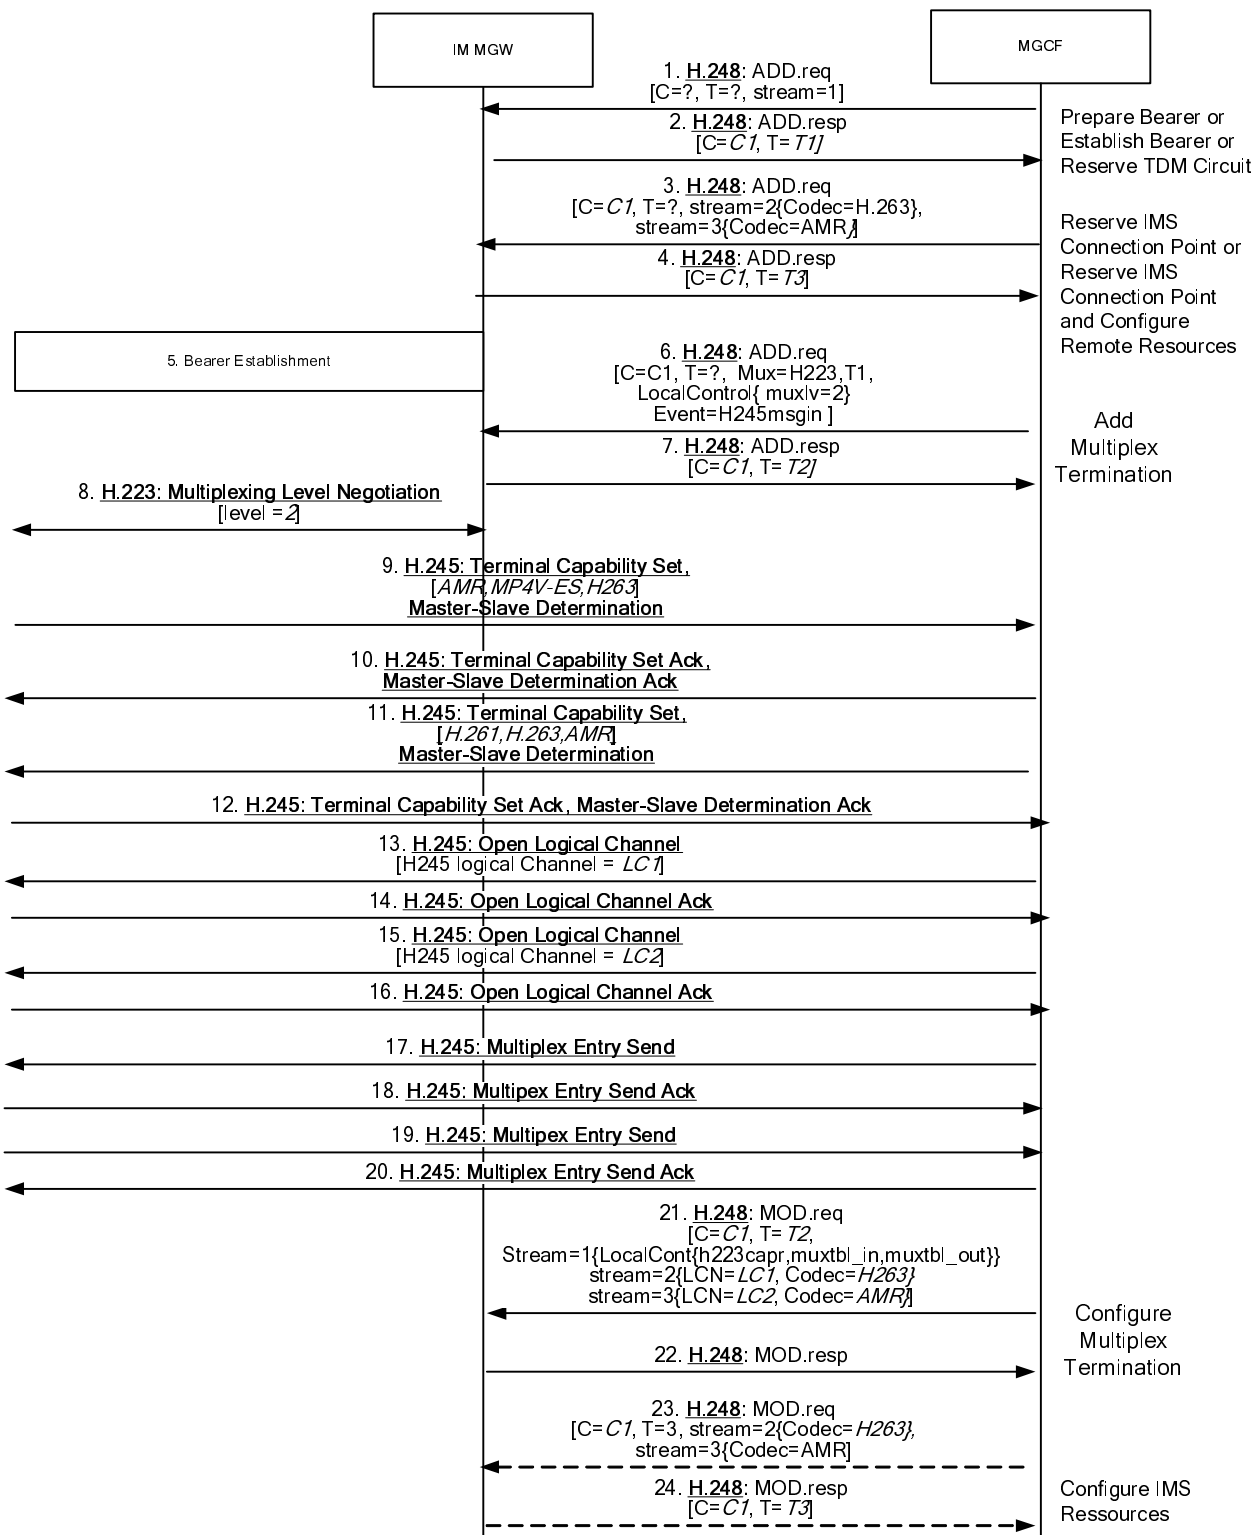 IM MGW
MGCF
1. H.248: ADD.req
[C=?, T=?, stream=1]
2. H.248: ADD.resp
[C=C1, T=T1]
Prepare Bearer or
Establish Bearer or
Reserve TDM Circuit
3. H.248: ADD.req
[C=C1, T=?, stream=2{Codec=H.263},
stream=3{Codec=AMR}]
4. H.248: ADD.resp
[C=C1, T=T3]
Reserve IMS
Connection Point or
Reserve IMS
Connection Point
and Configure
Remote Resources
5. Bearer Establishment
6. H.248: ADD.req
[C=C1, T=?, Mux=H223,T1,
LocalControl{ muxlv=2}
Event=H245msgin ]
7. H.248: ADD.resp
[C=C1, T=T2]
Add
Multiplex
Termination
8. H.223: Multiplexing Level Negotiation
[level =2]
9. H.245: Terminal Capability Set,
[AMR,MP4V-ES,H263]
Master-Slave Determination
10. H.245: Terminal Capability Set Ack,
Master-Slave Determination Ack
11. H.245: Terminal Capability Set,
[H.261,H.263,AMR]
Master-Slave Determination
12. H.245: Terminal Capability Set Ack, Master-Slave Determination Ack
13. H.245: Open Logical Channel
[H245 logical Channel = LC1]
14. H.245: Open Logical Channel Ack
15. H.245: Open Logical Channel
[H245 logical Channel = LC2]
16. H.245: Open Logical Channel Ack
17. H.245: Multiplex Entry Send
18. H.245: Multipex Entry Send Ack
19. H.245: Multipex Entry Send
20. H.245: Multiplex Entry Send Ack
21. H.248: MOD.req
[C=C1, T=T2,
Stream=1{LocalCont{h223capr,muxtbl_in,muxtbl_out}}
stream=2{LCN=LC1, Codec=H263}
stream=3{LCN=LC2, Codec=AMR}]
22. H.248: MOD.resp
Configure
Multiplex
Termination
23. H.248: MOD.req
[C=C1, T=3, stream=2{Codec=H263},
stream=3{Codec=AMR]
24. H.248: MOD.resp
[C=C1, T=T3]
Configure IMS
Ressources